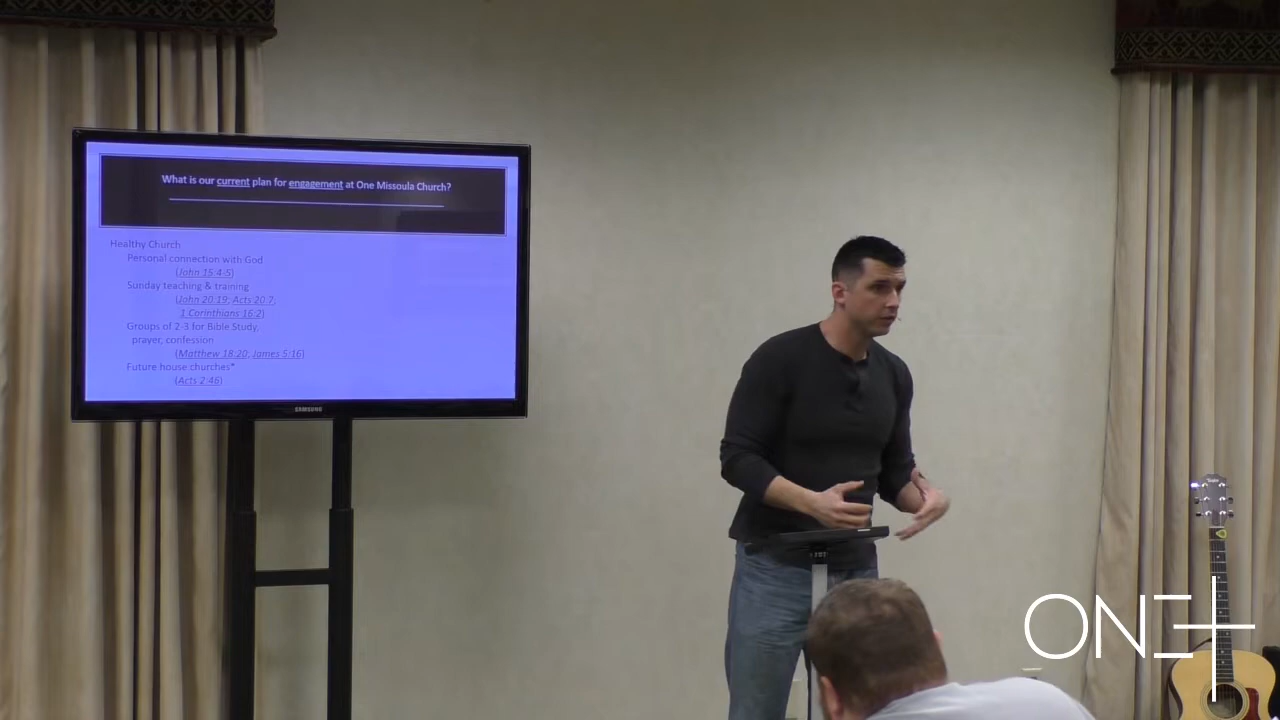 What is our current plan for engagement at One Missoula Church?
Healthy Church
Personal connection with God
(John 15:4-5)
Sunday teaching & training
(John 20:19; Acts 20:7,
1 Corinthians 16:2)
Groups of 2-3 for Bible Study,
prayer, confession
(Matthew 18:20; James 5:16)
Future house churches*
(Acts 2:46)
SAMSUNG
Taylor
ONE